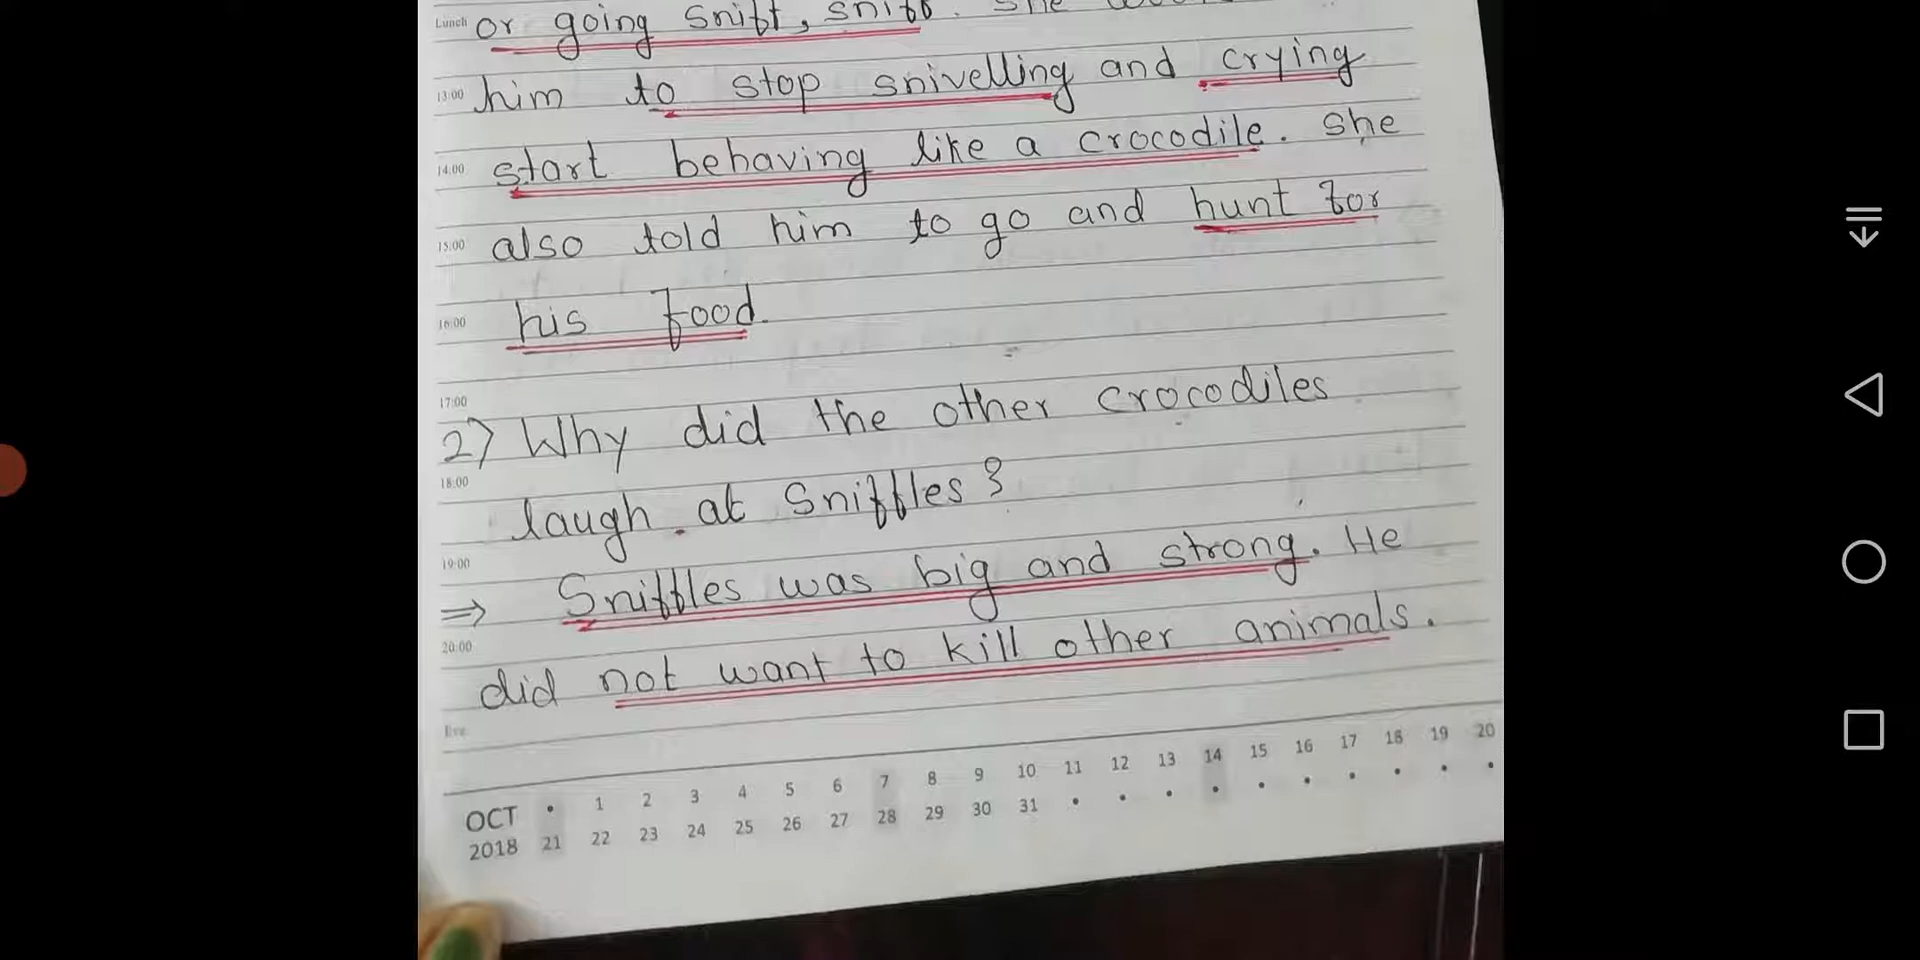 Lunch or going sniff, sniff. She
13:00 him to stop snivelling and crying
14:00 start behaving like a crocodile. She
15:00 also told him to go and hunt for
16:00 his food.
17:00
2) Why did the other crocodiles
18:00
laugh at Sniffles?
19:00
⇒ Sniffles was big and strong. He
20:00
did not want to kill other animals.
Eve
OCT • 1 2 3 4 5 6 7 8 9 10 11 12 13 14 15 16 17 18 19 20
2018 21 22 23 24 25 26 27 28 29 30 31 • • • • • • • • • •